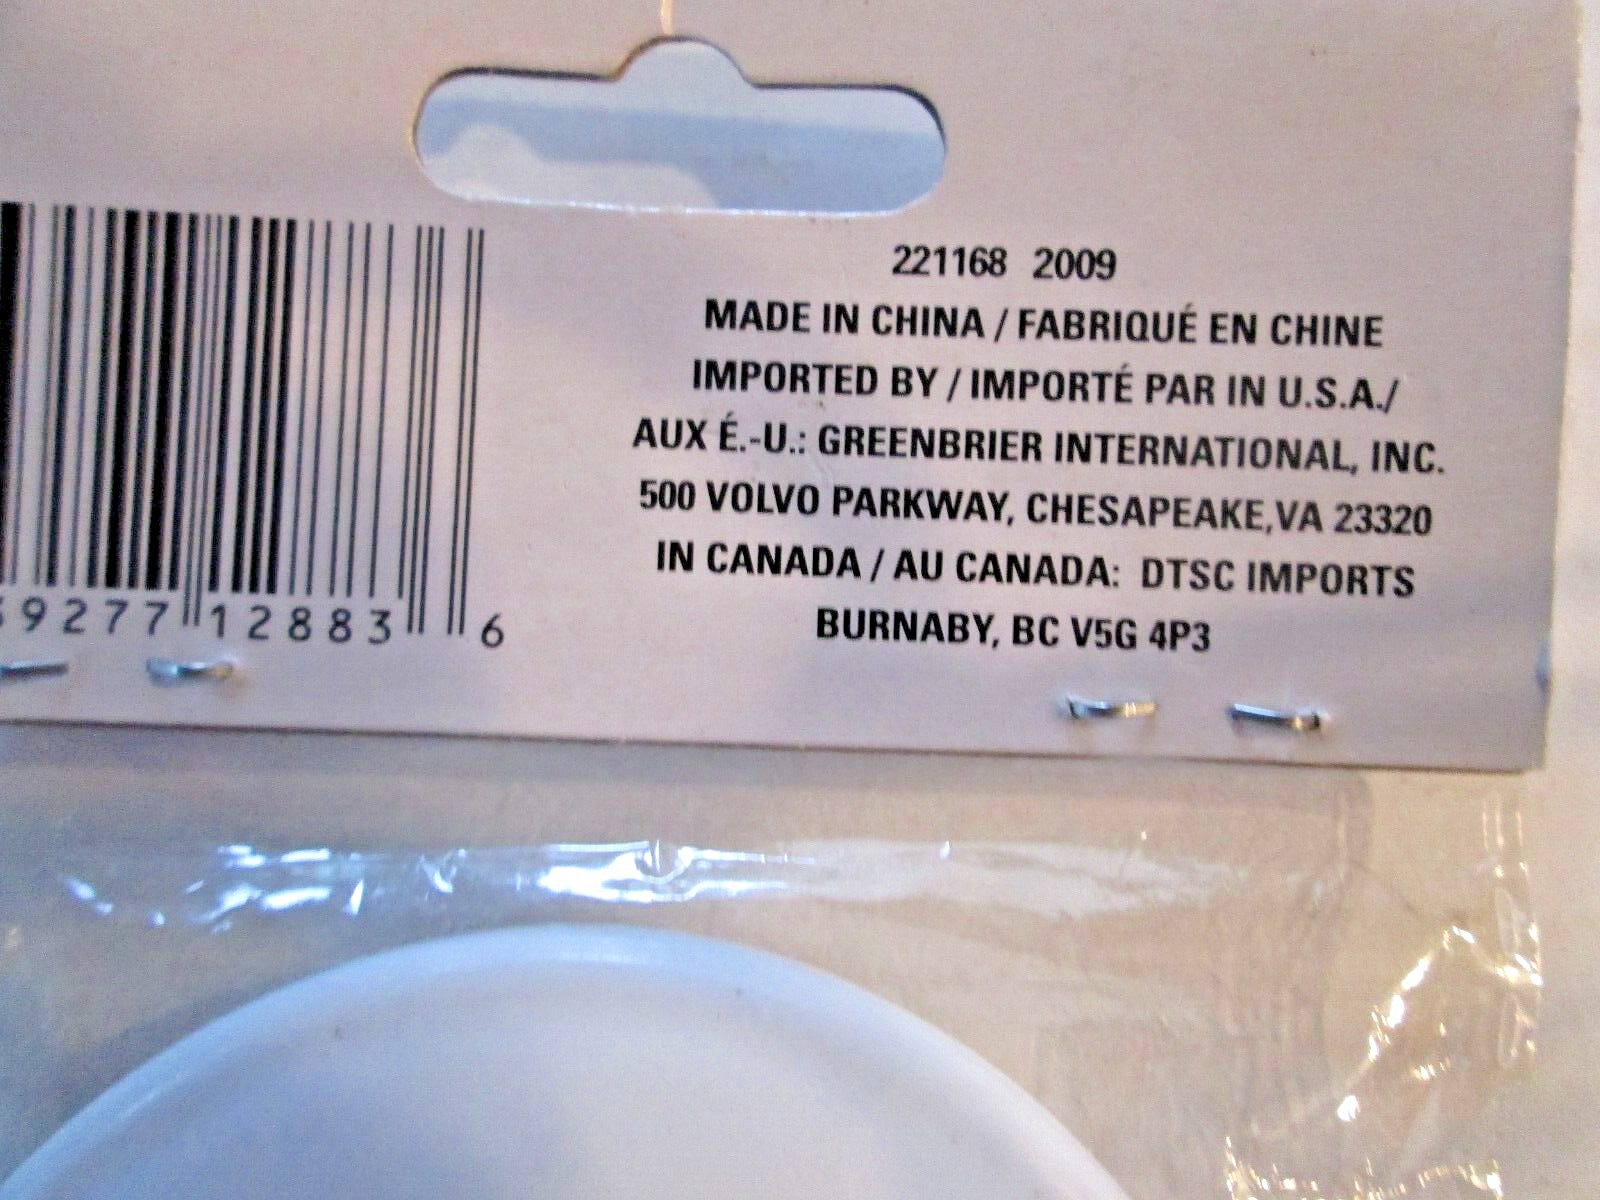 221168 2009
MADE IN CHINA / FABRIQUÉ EN CHINE
IMPORTED BY / IMPORTÉ PAR IN U.S.A./
AUX É.-U.: GREENBRIER INTERNATIONAL, INC.
500 VOLVO PARKWAY, CHESAPEAKE,VA 23320
IN CANADA / AU CANADA: DTSC IMPORTS
BURNABY, BC V5G 4P3
9277 12883 6